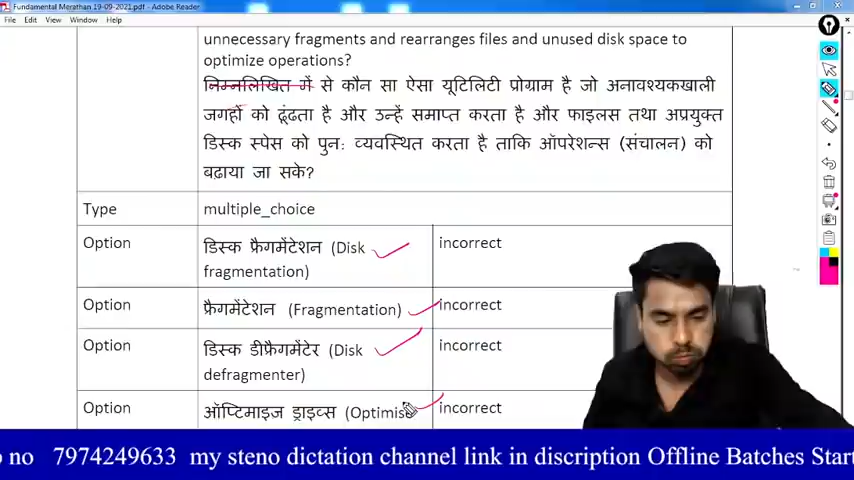 Fundamental Merathan 19-09-2021.pdf - Adobe Reader
File Edit View Window Help
unnecessary fragments and rearranges files and unused disk space to
optimize operations?
निम्नलिखित में से कौन सा ऐसा यूटिलिटी प्रोग्राम है जो अनावश्यकखाली
जगहों को ढूंढता है और उन्हें समाप्त करता है और फाइलस तथा अप्रयुक्त
डिस्क स्पेस को पुन: व्यवस्थित करता है ताकि ऑपरेशन्स (संचालन) को
बढाया जा सके?
Type multiple_choice
Option डिस्क फ्रैगमेंटेशन (Disk incorrect
fragmentation)
Option फ्रैगमेंटेशन (Fragmentation) incorrect
Option डिस्क डीफ्रैगमेंटेर (Disk incorrect
defragmenter)
Option ऑप्टिमाइज ड्राइव्स (Optimise incorrect
o no 7974249633 my steno dictation channel link in discription Offline Batches Start